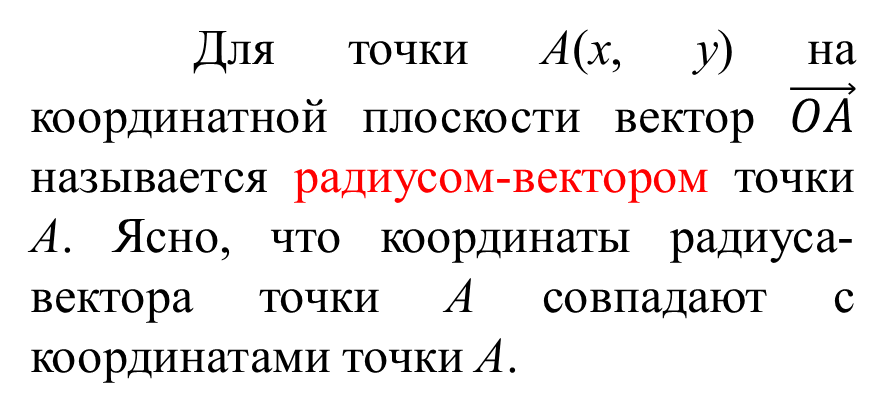 Для точки A(x, y) на
координатной плоскости вектор $\overrightarrow{OA}$
называется радиусом-вектором точки
A. Ясно, что координаты радиуса-
вектора точки A совпадают с
координатами точки A.